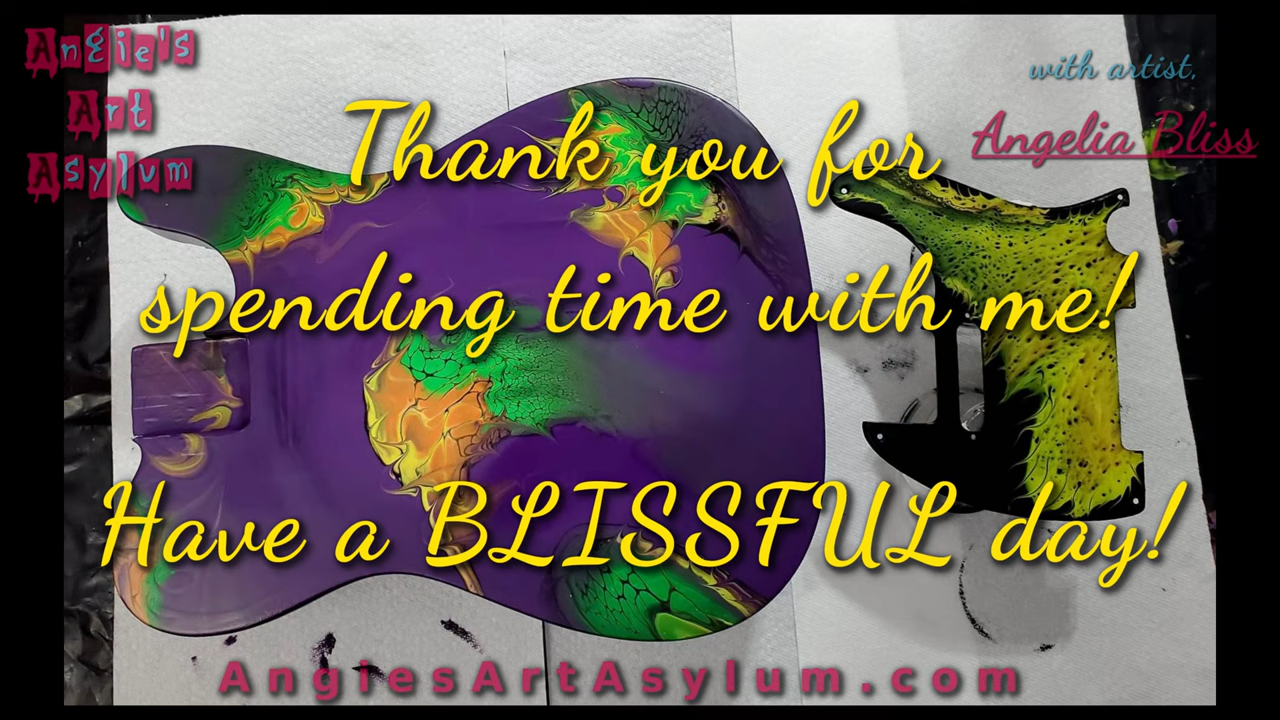 Angie's
Art
Asylum
with artist,
Angelia Bliss
Thank you for
spending time with me!
Have a BLISSFUL day!
AngiesArtAsylum.com